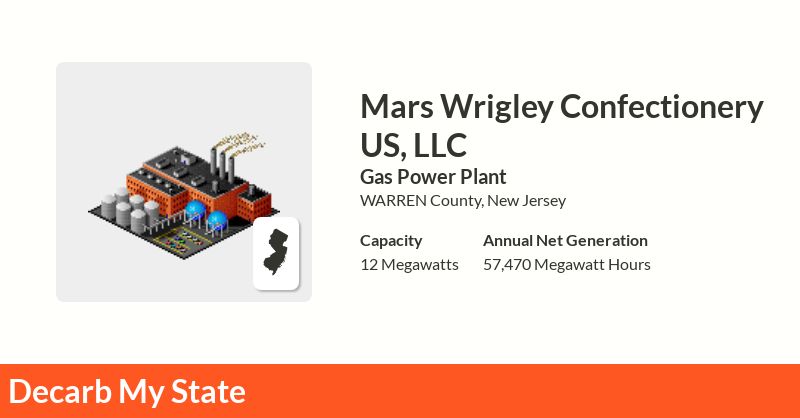 Mars Wrigley Confectionery
US, LLC
Gas Power Plant
WARREN County, New Jersey
Capacity
12 Megawatts
Annual Net Generation
57,470 Megawatt Hours
Decarb My State